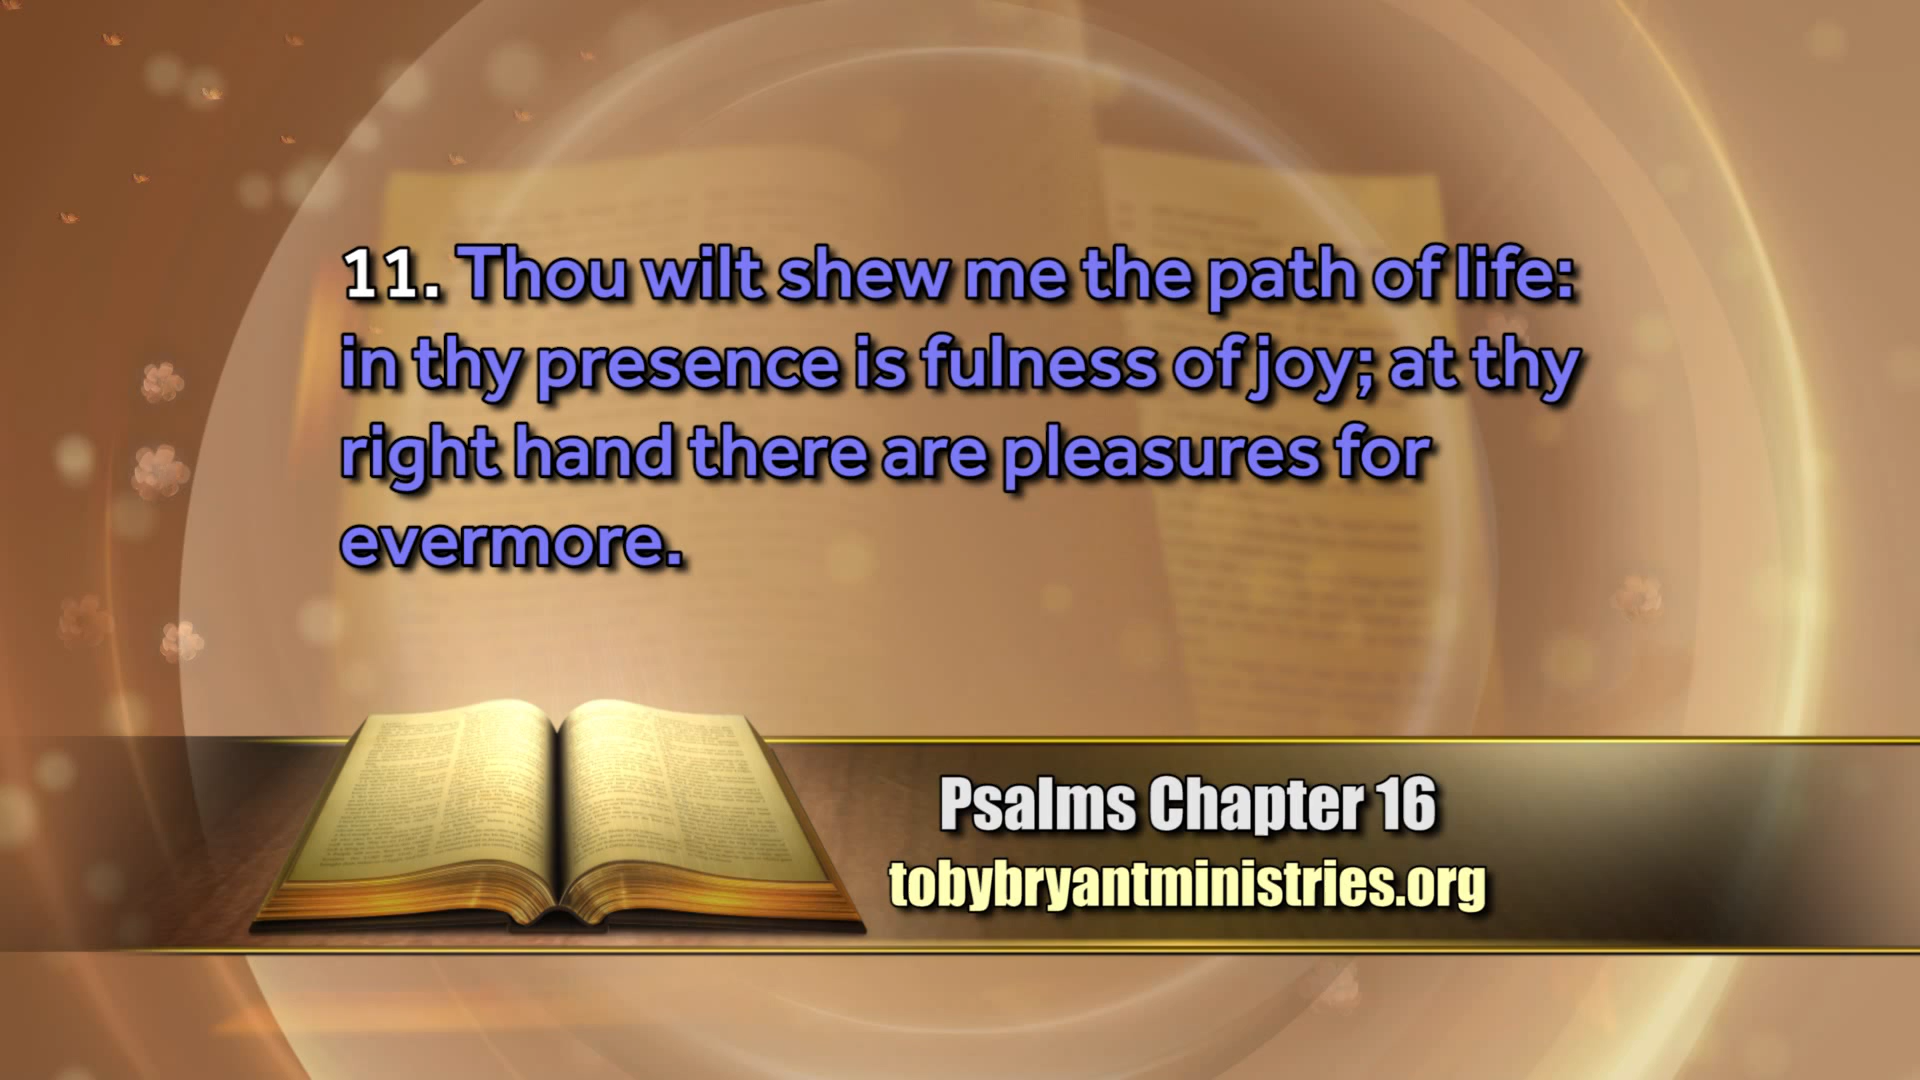 11. Thou wilt shew me the path of life:
in thy presence is fulness of joy; at thy
right hand there are pleasures for
evermore.
Psalms Chapter 16
tobybryantministries.org